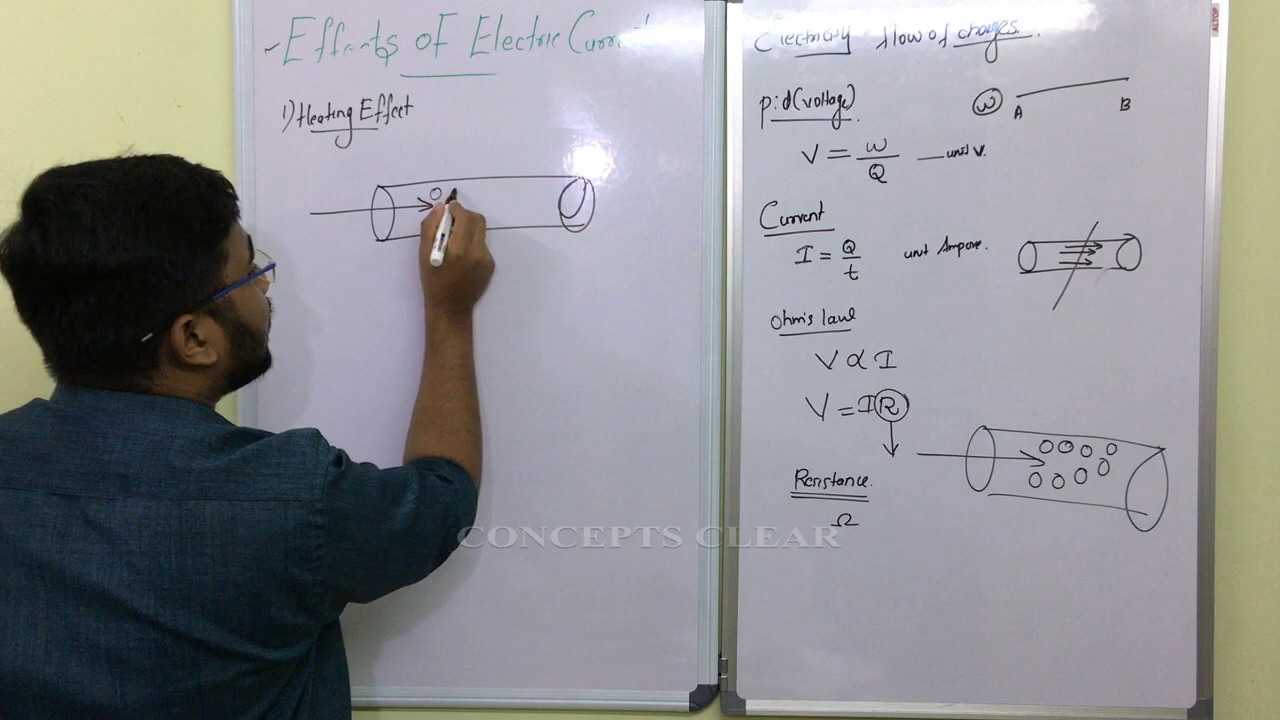 Effects of Electric Current
1) Heating Effect
Electricity flow of charges.
p.d (voltage)
w
A
B
V = w/Q — unit V.
Current
I = Q/t unit Ampere.
Ohm's law
V ∝ I
V = IR
Resistance.
Ω
CONCEPTS CLEAR
ALTOP